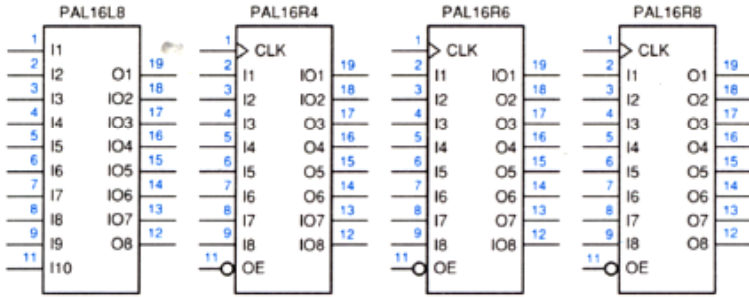 PAL16L8
1 I1
2 I2 O1 19
3 I3 IO2 18
4 I4 IO3 17
5 I5 IO4 16
6 I6 IO5 15
7 I7 IO6 14
8 I8 IO7 13
9 I9 O8 12
11 I10
PAL16R4
1 CLK
2 I1 IO1 19
3 I2 IO2 18
4 I3 O3 17
5 I4 O4 16
6 I5 O5 15
7 I6 O6 14
8 I7 IO7 13
9 I8 IO8 12
11 OE
PAL16R6
1 CLK
2 I1 IO1 19
3 I2 O2 18
4 I3 O3 17
5 I4 O4 16
6 I5 O5 15
7 I6 O6 14
8 I7 O7 13
9 I8 IO8 12
11 OE
PAL16R8
1 CLK
2 I1 O1 19
3 I2 O2 18
4 I3 O3 17
5 I4 O4 16
6 I5 O5 15
7 I6 O6 14
8 I7 O7 13
9 I8 O8 12
11 OE